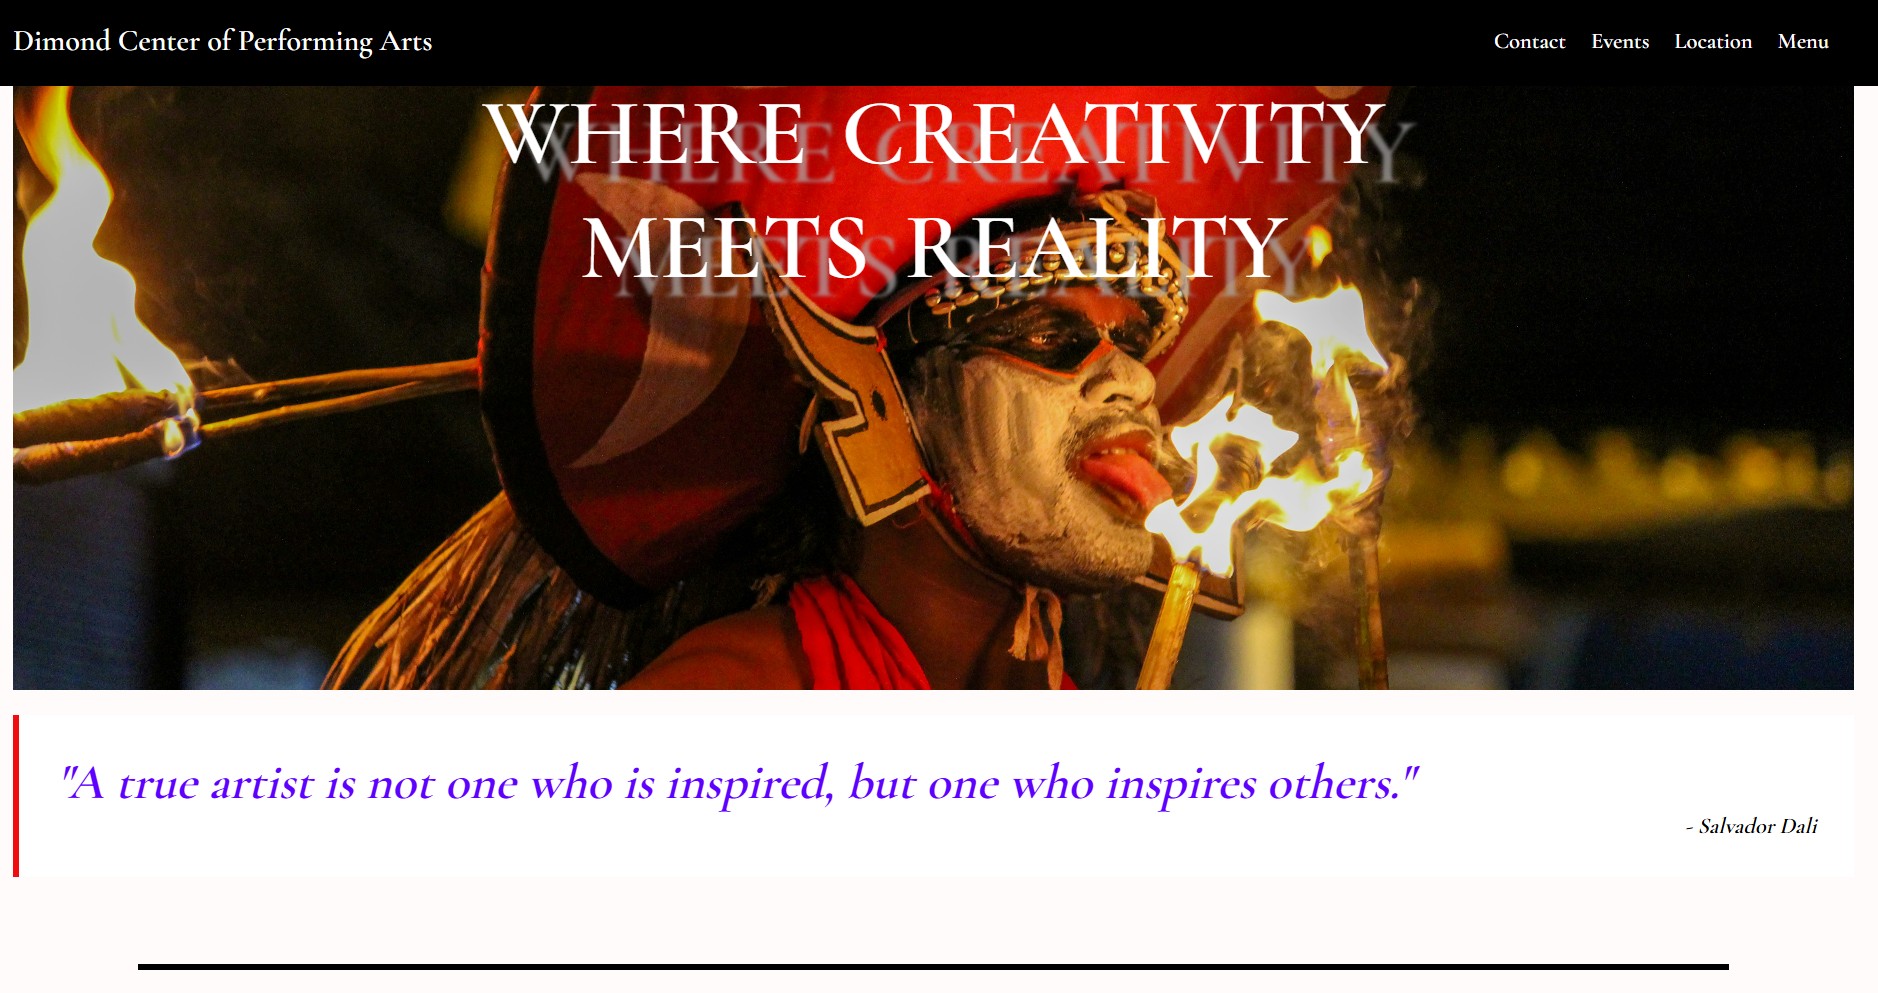 Dimond Center of Performing Arts
Contact Events Location Menu
WHERE CREATIVITY
MEETS REALITY
"A true artist is not one who is inspired, but one who inspires others."
- Salvador Dali